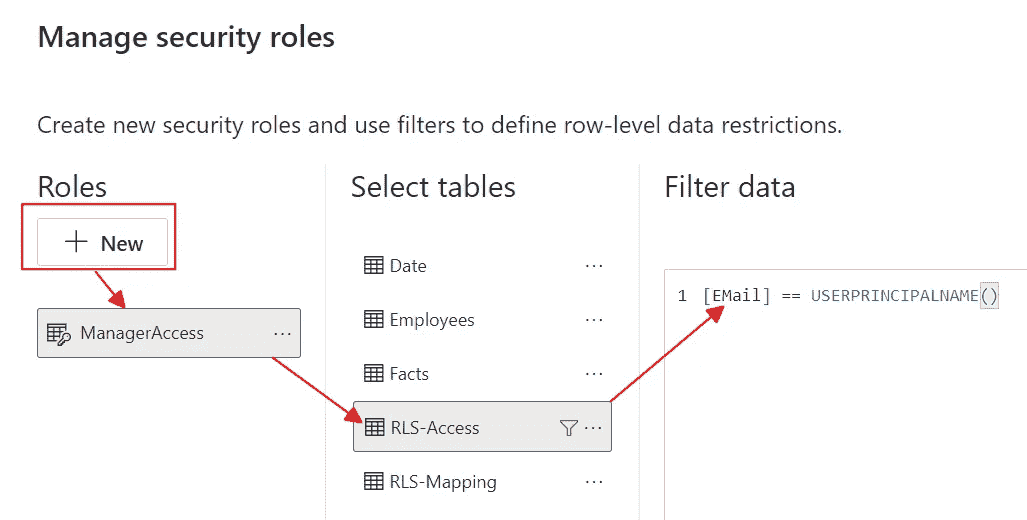 Manage security roles
Create new security roles and use filters to define row-level data restrictions.
Roles
Select tables
Filter data
+ New
ManagerAccess ...
Date ...
Employees ...
Facts ...
RLS-Access ...
RLS-Mapping ...
1 [EMail] == USERPRINCIPALNAME()